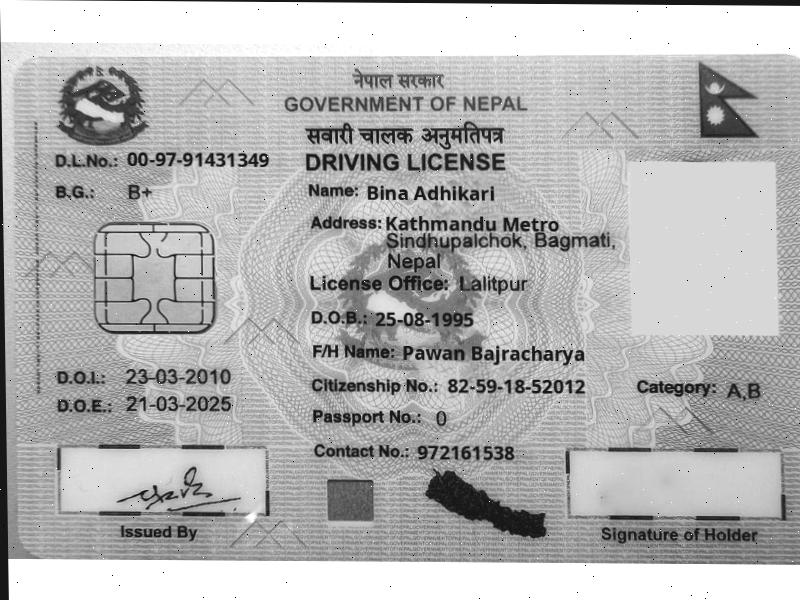 नेपाल सरकार
GOVERNMENT OF NEPAL
सवारी चालक अनुमतिपत्र
DRIVING LICENSE
D.L.No.: 00-97-91431349
B.G.: B+
Name: Bina Adhikari
Address: Kathmandu Metro
Sindhupalchok, Bagmati,
Nepal
License Office: Lalitpur
D.O.B.: 25-08-1995
F/H Name: Pawan Bajracharya
D.O.I.: 23-03-2010
Citizenship No.: 82-59-18-52012
Category: A,B
D.O.E.: 21-03-2025
Passport No.: 0
Contact No.: 972161538
Issued By
Signature of Holder